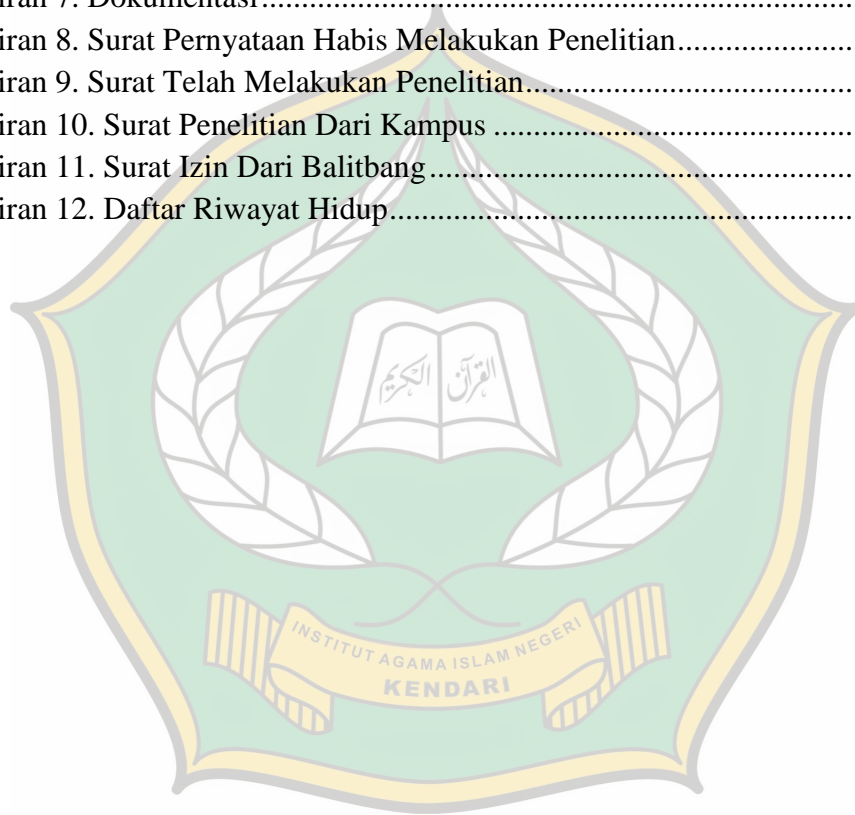 iran 7. Dokumentasi
iran 8. Surat Pernyataan Habis Melakukan Penelitian
iran 9. Surat Telah Melakukan Penelitian
iran 10. Surat Penelitian Dari Kampus
iran 11. Surat Izin Dari Balitbang
iran 12. Daftar Riwayat Hidup
القرآن الكريم
INSTITUT AGAMA ISLAM NEGERI
KENDARI